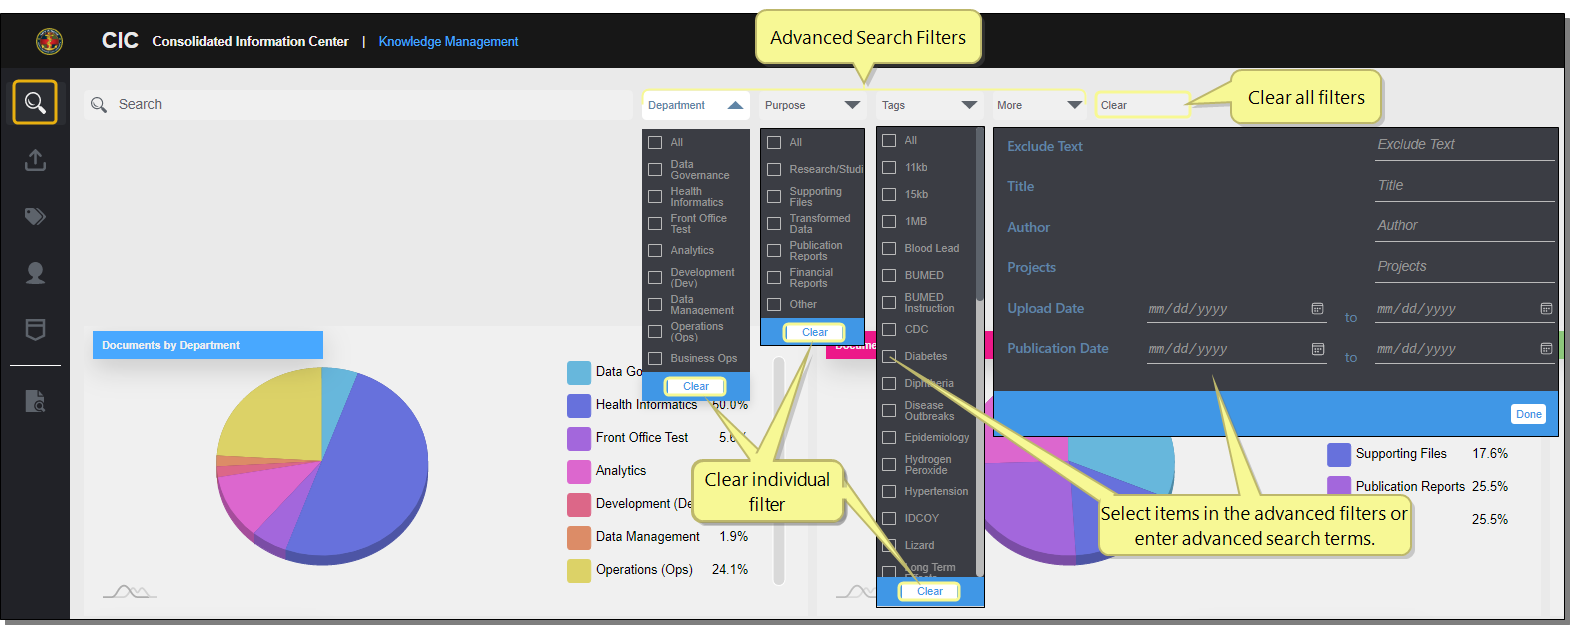 CIC Consolidated Information Center | Knowledge Management
Advanced Search Filters
Search
Department
Purpose
Tags
More
Clear
Clear all filters
All
Data
Governance
Health
Informatics
Front Office
Test
Analytics
Development
(Dev)
Data
Management
Operations
(Ops)
Business Ops
Clear
All
Research/Studi
Supporting
Files
Transformed
Data
Publication
Reports
Financial
Reports
Other
Clear
All
11kb
15kb
1MB
Blood Lead
BUMED
BUMED
Instruction
CDC
Diabetes
Diphtheria
Disease
Outbreaks
Epidemiology
Hydrogen
Peroxide
Hypertension
IDCOY
Lizard
Long Term
Effects
Clear
Exclude Text Exclude Text
Title Title
Author Author
Projects Projects
Upload Date mm/dd/yyyy to mm/dd/yyyy
Publication Date mm/dd/yyyy to mm/dd/yyyy
Done
Documents by Department
Data Go
Health Informatics 50.0%
Front Office Test 5.6
Analytics
Development (De
Data Management 1.9%
Operations (Ops) 24.1%
Clear individual
filter
Docume
Supporting Files 17.6%
Publication Reports 25.5%
25.5%
Select items in the advanced filters or
enter advanced search terms.